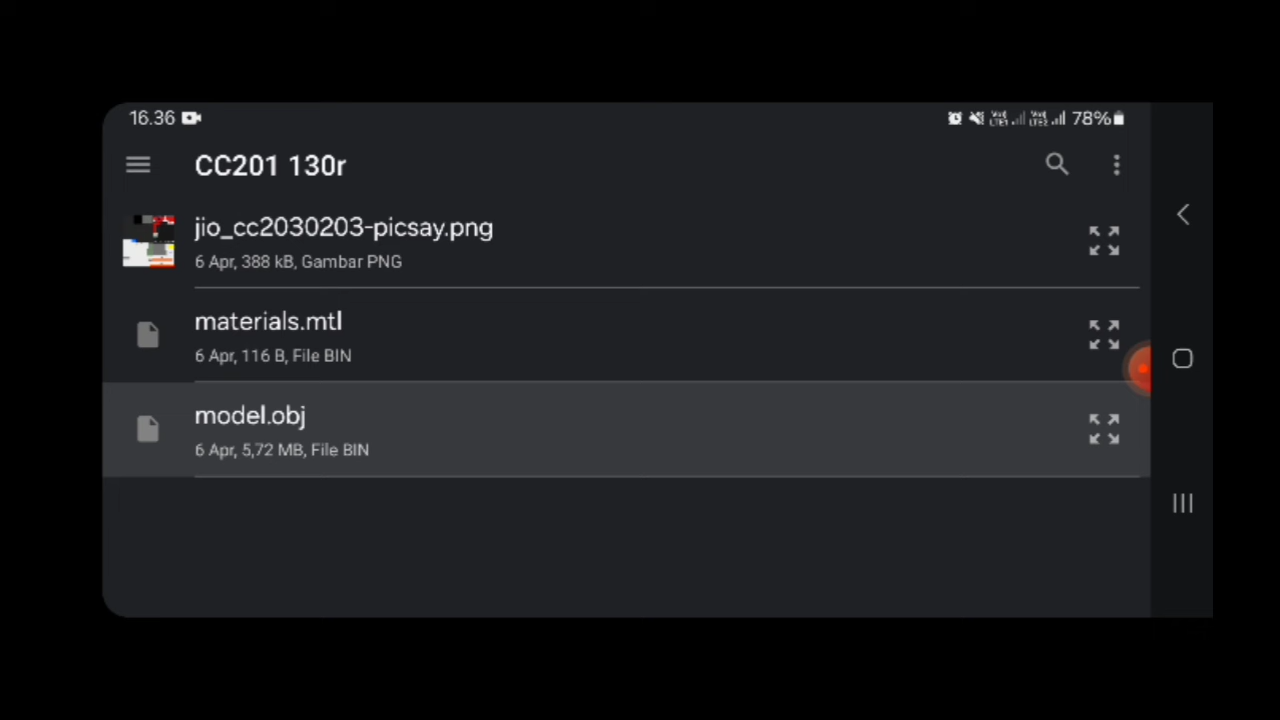 16.36
78%
CC201 130r
jio_cc2030203-picsay.png
6 Apr, 388 kB, Gambar PNG
materials.mtl
6 Apr, 116 B, File BIN
model.obj
6 Apr, 5,72 MB, File BIN